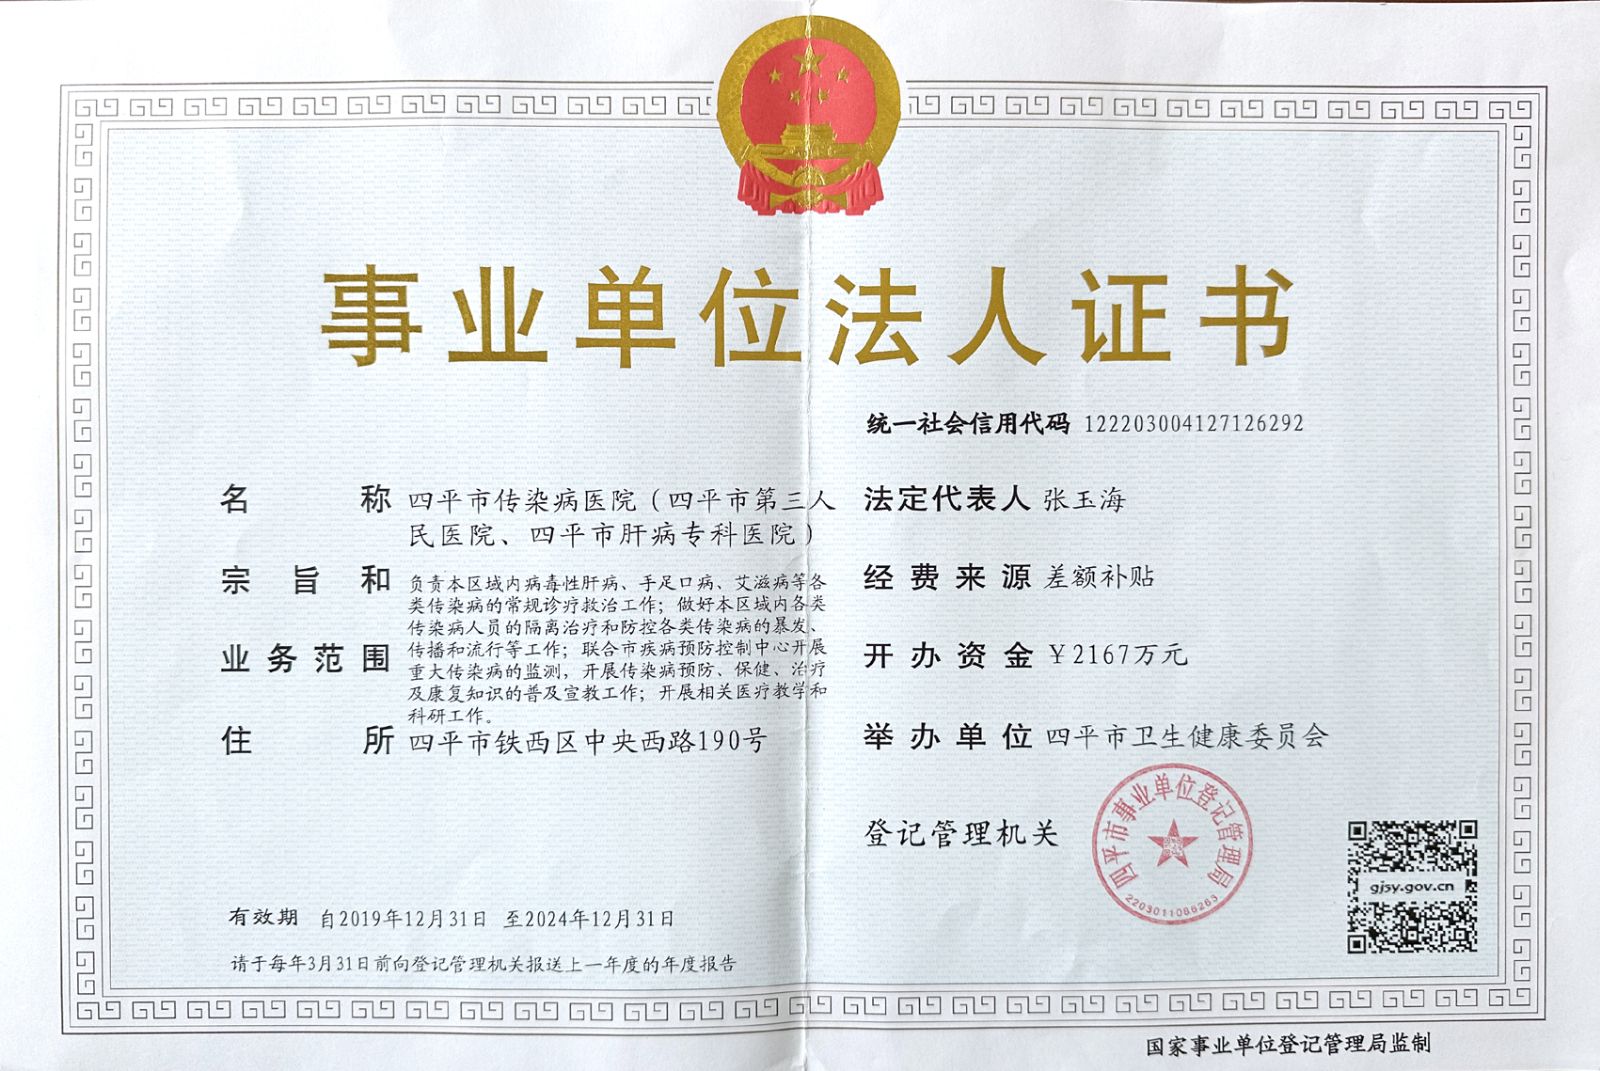 事业单位法人证书
统一社会信用代码 122203004127126292
名称 四平市传染病医院（四平市第三人
民医院、四平市肝病专科医院）
宗旨和
业务范围
负责本区域内病毒性肝病、手足口病、艾滋病等各
类传染病的常规诊疗救治工作；做好本区域内各类
传染病人员的隔离治疗和防控各类传染病的暴发、
传播和流行等工作；联合市疾病预防控制中心开展
重大传染病的监测，开展传染病预防、保健、治疗
及康复知识的普及宣教工作；开展相关医疗教学和
科研工作。
住所 四平市铁西区中央西路190号
法定代表人 张玉海
经费来源 差额补贴
开办资金 ￥2167万元
举办单位 四平市卫生健康委员会
登记管理机关
四平市事业单位登记管理局
2203011086263
gjsy.gov.cn
有效期 自2019年12月31日 至2024年12月31日
请于每年3月31日前向登记管理机关报送上一年度的年度报告
国家事业单位登记管理局监制